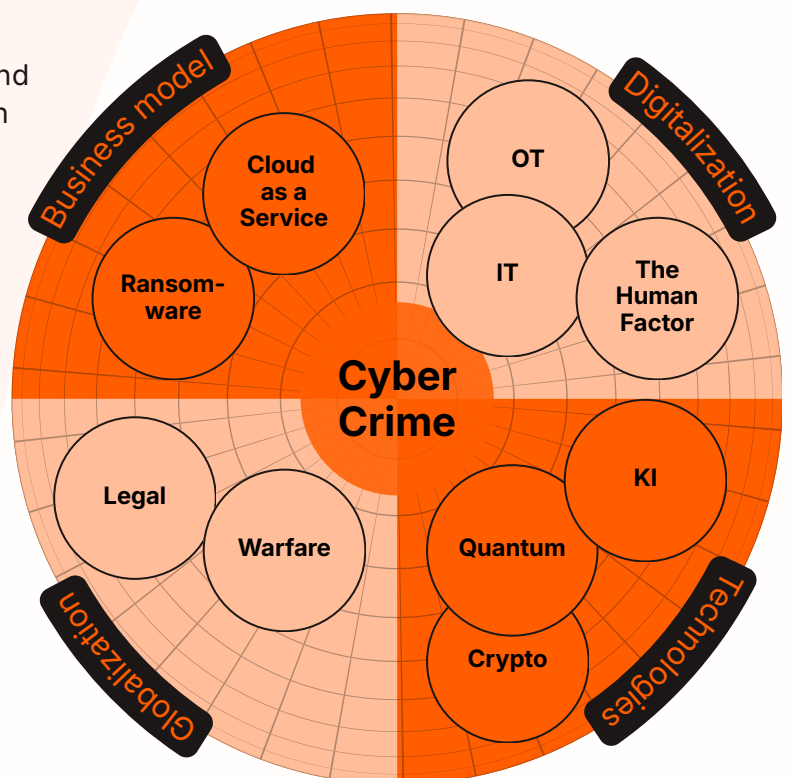 nd
n
Business model
Digitalization
Cloud
as a
Service
OT
Ransom-
ware
IT
The
Human
Factor
Cyber
Crime
Legal
Warfare
KI
Quantum
Crypto
Globalization
Technologies